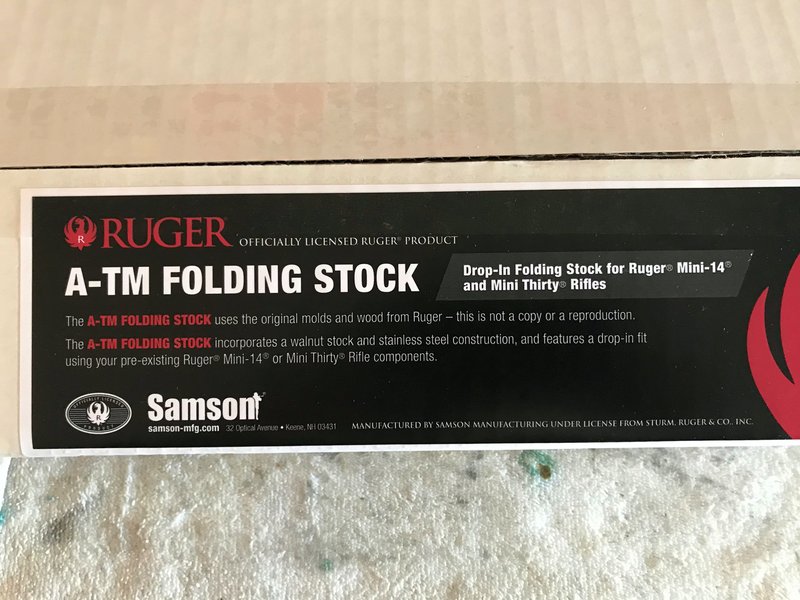 RUGER® OFFICIALLY LICENSED RUGER® PRODUCT
A-TM FOLDING STOCK
Drop-In Folding Stock for Ruger® Mini-14®
and Mini Thirty® Rifles
The A-TM FOLDING STOCK uses the original molds and wood from Ruger – this is not a copy or a reproduction.
The A-TM FOLDING STOCK incorporates a walnut stock and stainless steel construction, and features a drop-in fit
using your pre-existing Ruger® Mini-14® or Mini Thirty® Rifle components.
OFFICIALLY LICENSED
R
PRODUCT
Samson
samson-mfg.com 32 Optical Avenue • Keene, NH 03431
MANUFACTURED BY SAMSON MANUFACTURING UNDER LICENSE FROM STURM, RUGER & CO., INC.